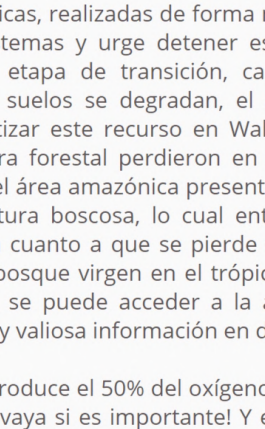 icas, realizadas de forma
temas y urge detener es
etapa de transición, ca
suelos se degradan, el
tizar este recurso en Wal
ra forestal perdieron en
el área amazónica present
tura boscosa, lo cual ent
cuanto a que se pierde
bosque virgen en el trópic
se puede acceder a la
y valiosa información en
roduce el 50% del oxígeno
vaya si es importante! Y e